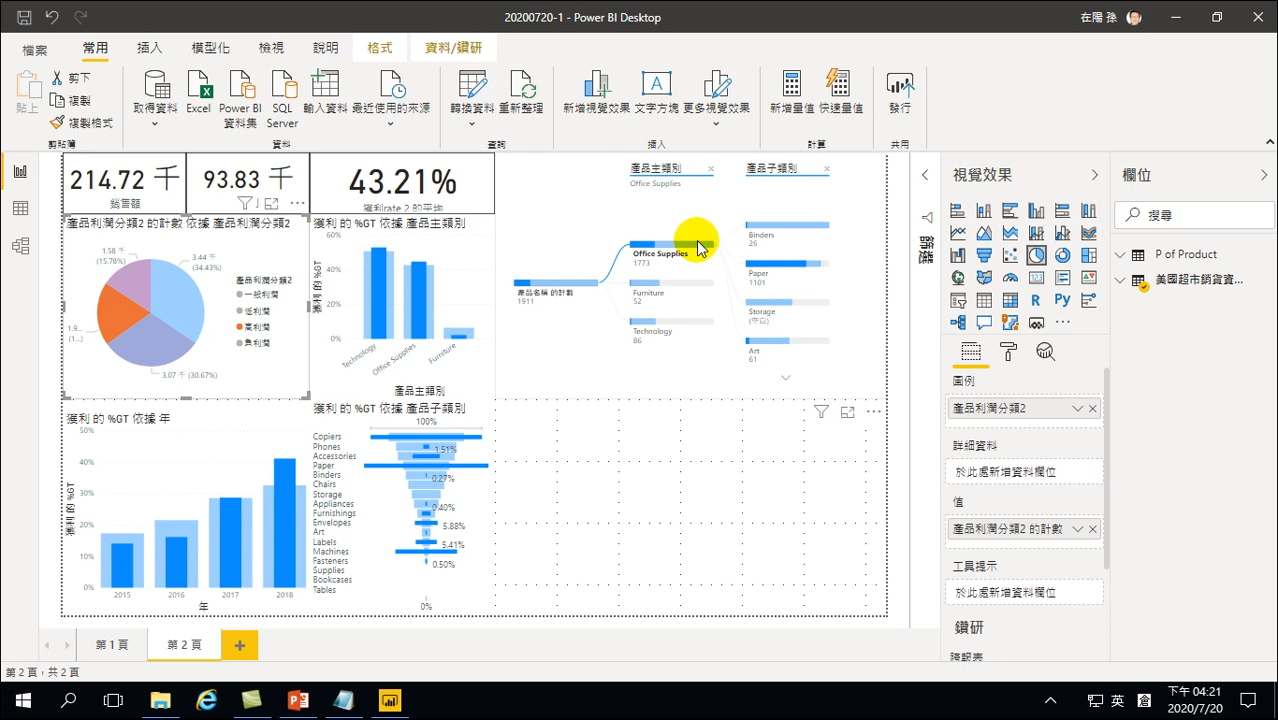 20200720-1 - Power BI Desktop
在陽 孫
檔案
常用
插入
模型化
檢視
說明
格式
資料/鑽研
貼上
剪下
複製
複製格式
剪貼簿
取得資料
Excel
Power BI
資料集
SQL
Server
輸入資料
最近使用的來源
資料
轉換資料
重新整理
查詢
新增視覺效果
文字方塊
更多視覺效果
插入
新增量值
快速量值
計算
發行
共用
214.72 千
銷售額
93.83 千
43.21%
獲利rate 2 的平均
產品利潤分類2 的計數 依據 產品利潤分類2
1.58 千
(15.78%)
3.44 千
(34.43%)
1.9...
(1...)
3.07 千 (30.67%)
產品利潤分類2
一般利潤
低利潤
高利潤
負利潤
獲利 的 %GT 依據 產品主類別
獲利 的 %GT
60%
40%
20%
0%
Technology
Office Supplies
Furniture
產品主類別
產品主類別
Office Supplies
產品子類別
產品名稱 的計數
1911
Office Supplies
1773
Furniture
52
Technology
86
Binders
26
Paper
1101
Storage
(空白)
Art
61
獲利 的 %GT 依據 年
獲利 的 %GT
50%
40%
30%
20%
10%
0%
2015
2016
2017
2018
年
獲利 的 %GT 依據 產品子類別
100%
Copiers
Phones
1.51%
Accessories
Paper
Binders
0.27%
Chairs
Storage
Appliances
0.40%
Furnishings
Envelopes
5.88%
Art
Labels
5.41%
Machines
Fasteners
0.50%
Supplies
Bookcases
Tables
0%
篩選
視覺效果
R
Py
圖例
產品利潤分類2
詳細資料
於此處新增資料欄位
值
產品利潤分類2 的計數
工具提示
於此處新增資料欄位
鑽研
跨報表
欄位
搜尋
P of Product
美國超市銷貨資...
第 1 頁
第 2 頁
第 2 頁，共 2 頁
英
下午 04:21
2020/7/20